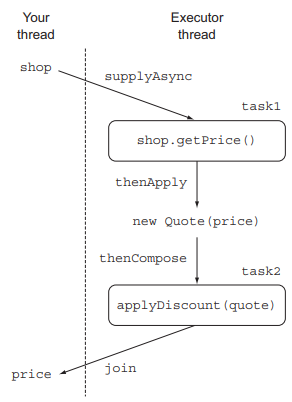 Your
thread
Executor
thread
shop
supplyAsync
task1
shop.getPrice()
thenApply
new Quote(price)
thenCompose
task2
applyDiscount(quote)
join
price